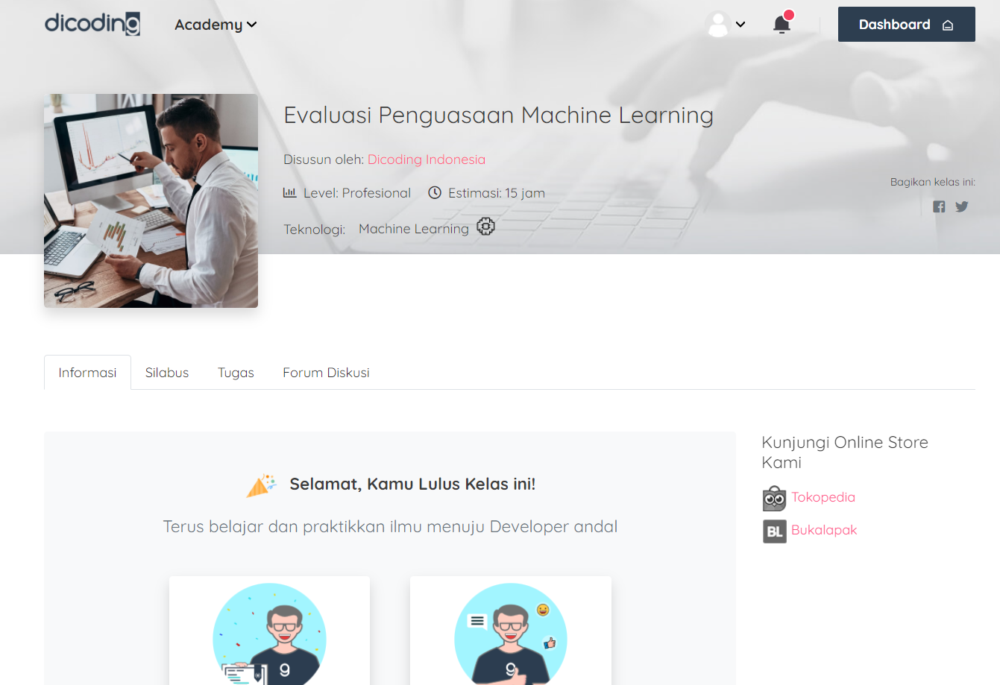 dicoding
Academy
Dashboard
Evaluasi Penguasaan Machine Learning
Disusun oleh: Dicoding Indonesia
Level: Profesional Estimasi: 15 jam
Bagikan kelas ini:
Teknologi: Machine Learning
Informasi Silabus Tugas Forum Diskusi
Selamat, Kamu Lulus Kelas ini!
Terus belajar dan praktikkan ilmu menuju Developer andal
Kunjungi Online Store
Kami
Tokopedia
BL Bukalapak
9
9